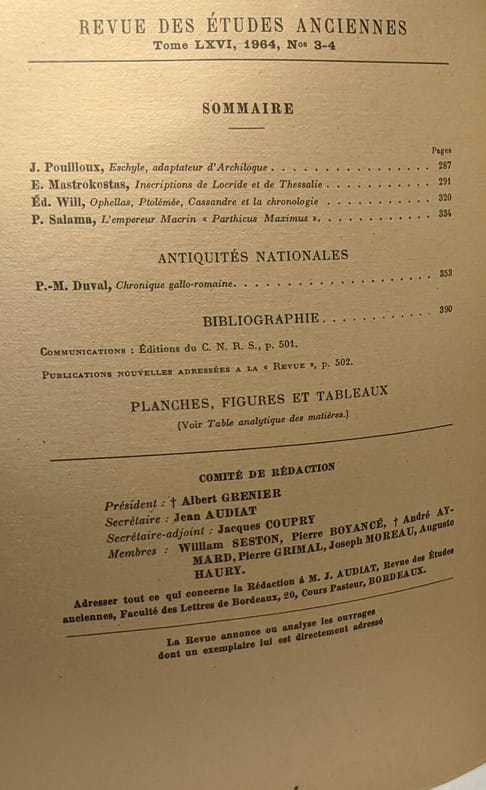 REVUE DES ÉTUDES ANCIENNES
Tome LXVI, 1964, Nos 3-4
SOMMAIRE
Pages
J. Pouilloux, Eschyle, adaptateur d'Archiloque . . . . . . . . . . . . . . . . 287
E. Mastrokostas, Inscriptions de Locride et de Thessalie . . . . . . . . . . . 291
Éd. Will, Ophellas, Ptolémée, Cassandre et la chronologie . . . . . . . . . . . 320
P. Salama, L'empereur Macrin « Parthicus Maximus ». . . . . . . . . . . . 334
ANTIQUITÉS NATIONALES
P.-M. Duval, Chronique gallo-romaine. . . . . . . . . . . . . . . . . . . . 353
BIBLIOGRAPHIE. . . . . . . . . . . 390
COMMUNICATIONS : Éditions du C. N. R. S., p. 501.
PUBLICATIONS NOUVELLES ADRESSÉES A LA « REVUE », p. 502.
PLANCHES, FIGURES ET TABLEAUX
(Voir Table analytique des matières.)
COMITÉ DE RÉDACTION
Président : † Albert GRENIER
Secrétaire : Jean AUDIAT
Secrétaire-adjoint : Jacques COUPRY
Membres : William SESTON, Pierre BOYANCÉ, † André AY-
MARD, Pierre GRIMAL, Joseph MOREAU, Auguste
HAURY.
Adresser tout ce qui concerne la Rédaction à M. J. AUDIAT, Revue des Études
anciennes, Faculté des Lettres de Bordeaux, 20, Cours Pasteur, BORDEAUX.
La Revue annonce ou analyse les ouvrages
dont un exemplaire lui est directement adressé